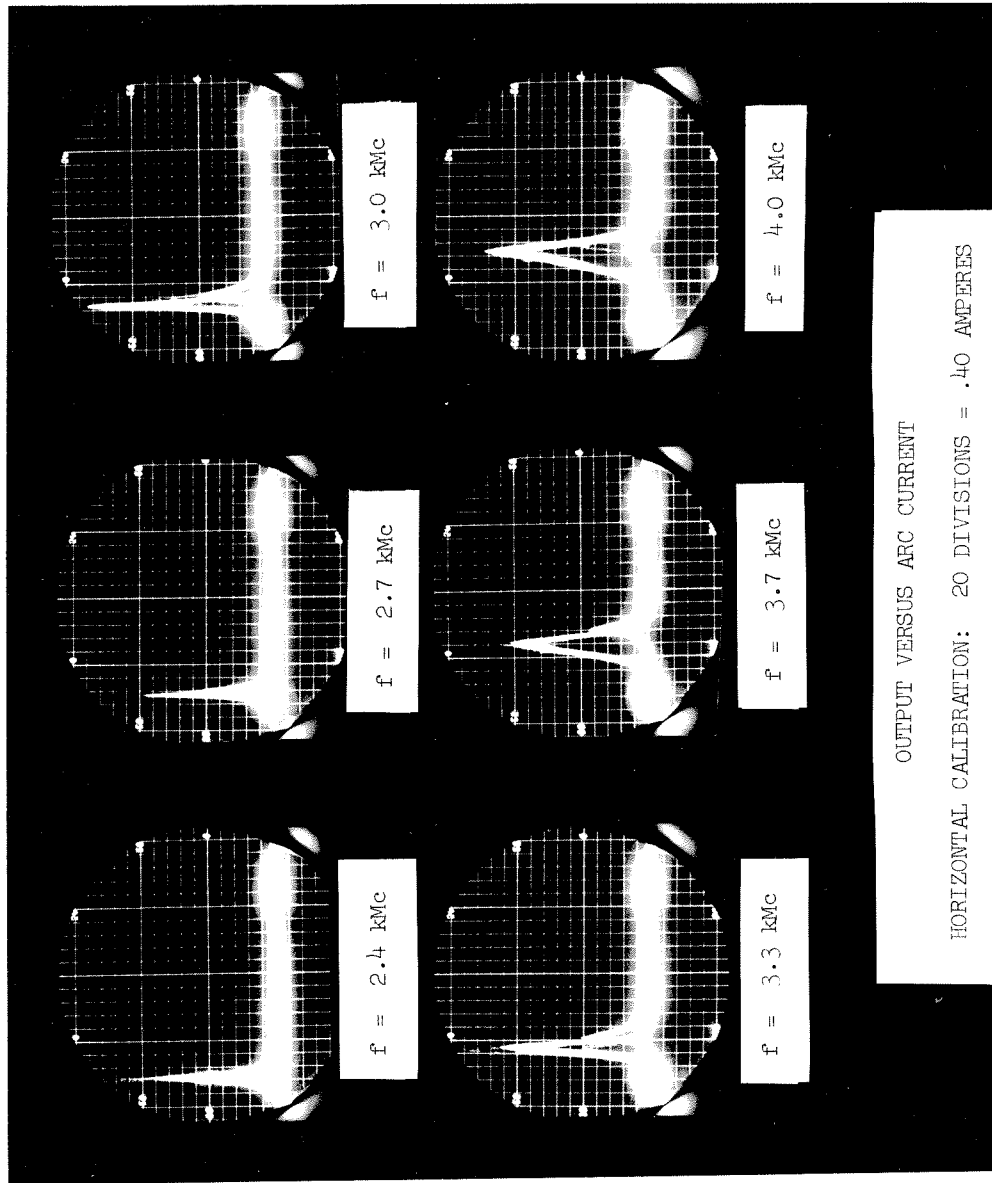 f = 2.4 kMc
f = 2.7 kMc
f = 3.0 kMc
f = 3.3 kMc
f = 3.7 kMc
f = 4.0 kMc
OUTPUT VERSUS ARC CURRENT
HORIZONTAL CALIBRATION: 20 DIVISIONS = .40 AMPERES